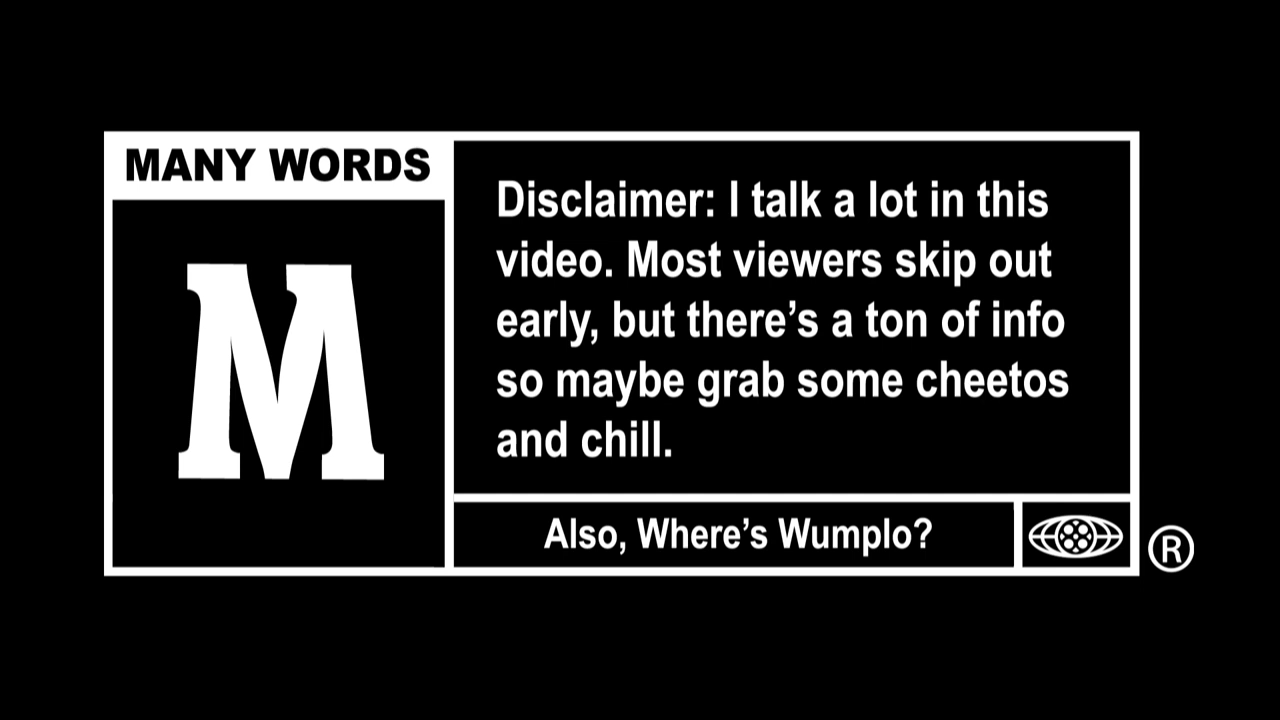 MANY WORDS
M
Disclaimer: I talk a lot in this
video. Most viewers skip out
early, but there’s a ton of info
so maybe grab some cheetos
and chill.
Also, Where’s Wumplo?
®